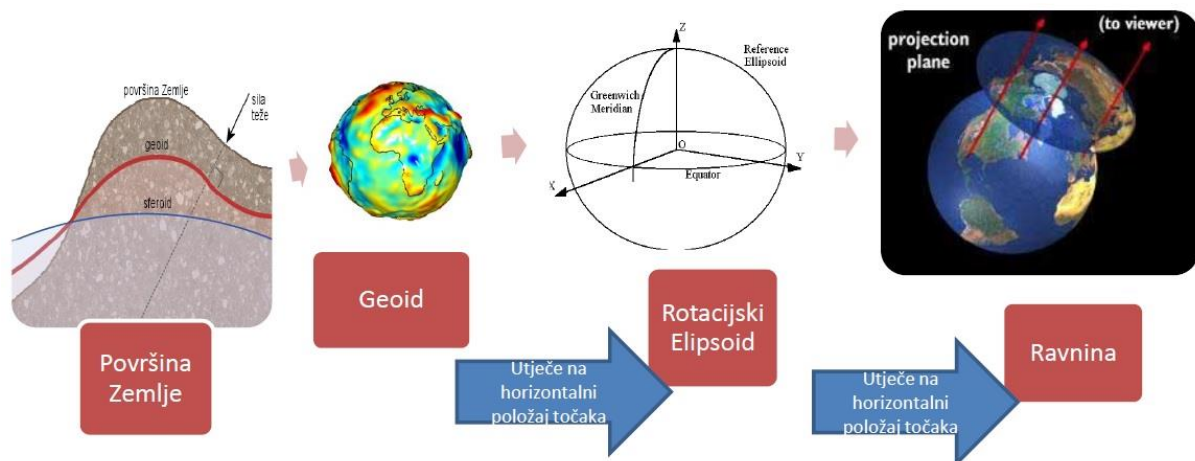 površina Zemlje
sila
teže
geoid
sferoid
Površina
Zemlje
Geoid
Z
Reference
Ellipsoid
Greenwich
Meridian
O
Y
X
Equator
Rotacijski
Elipsoid
projection
plane
(to viewer)
Ravnina
Utječe na
horizontalni
položaj točaka
Utječe na
horizontalni
položaj točaka